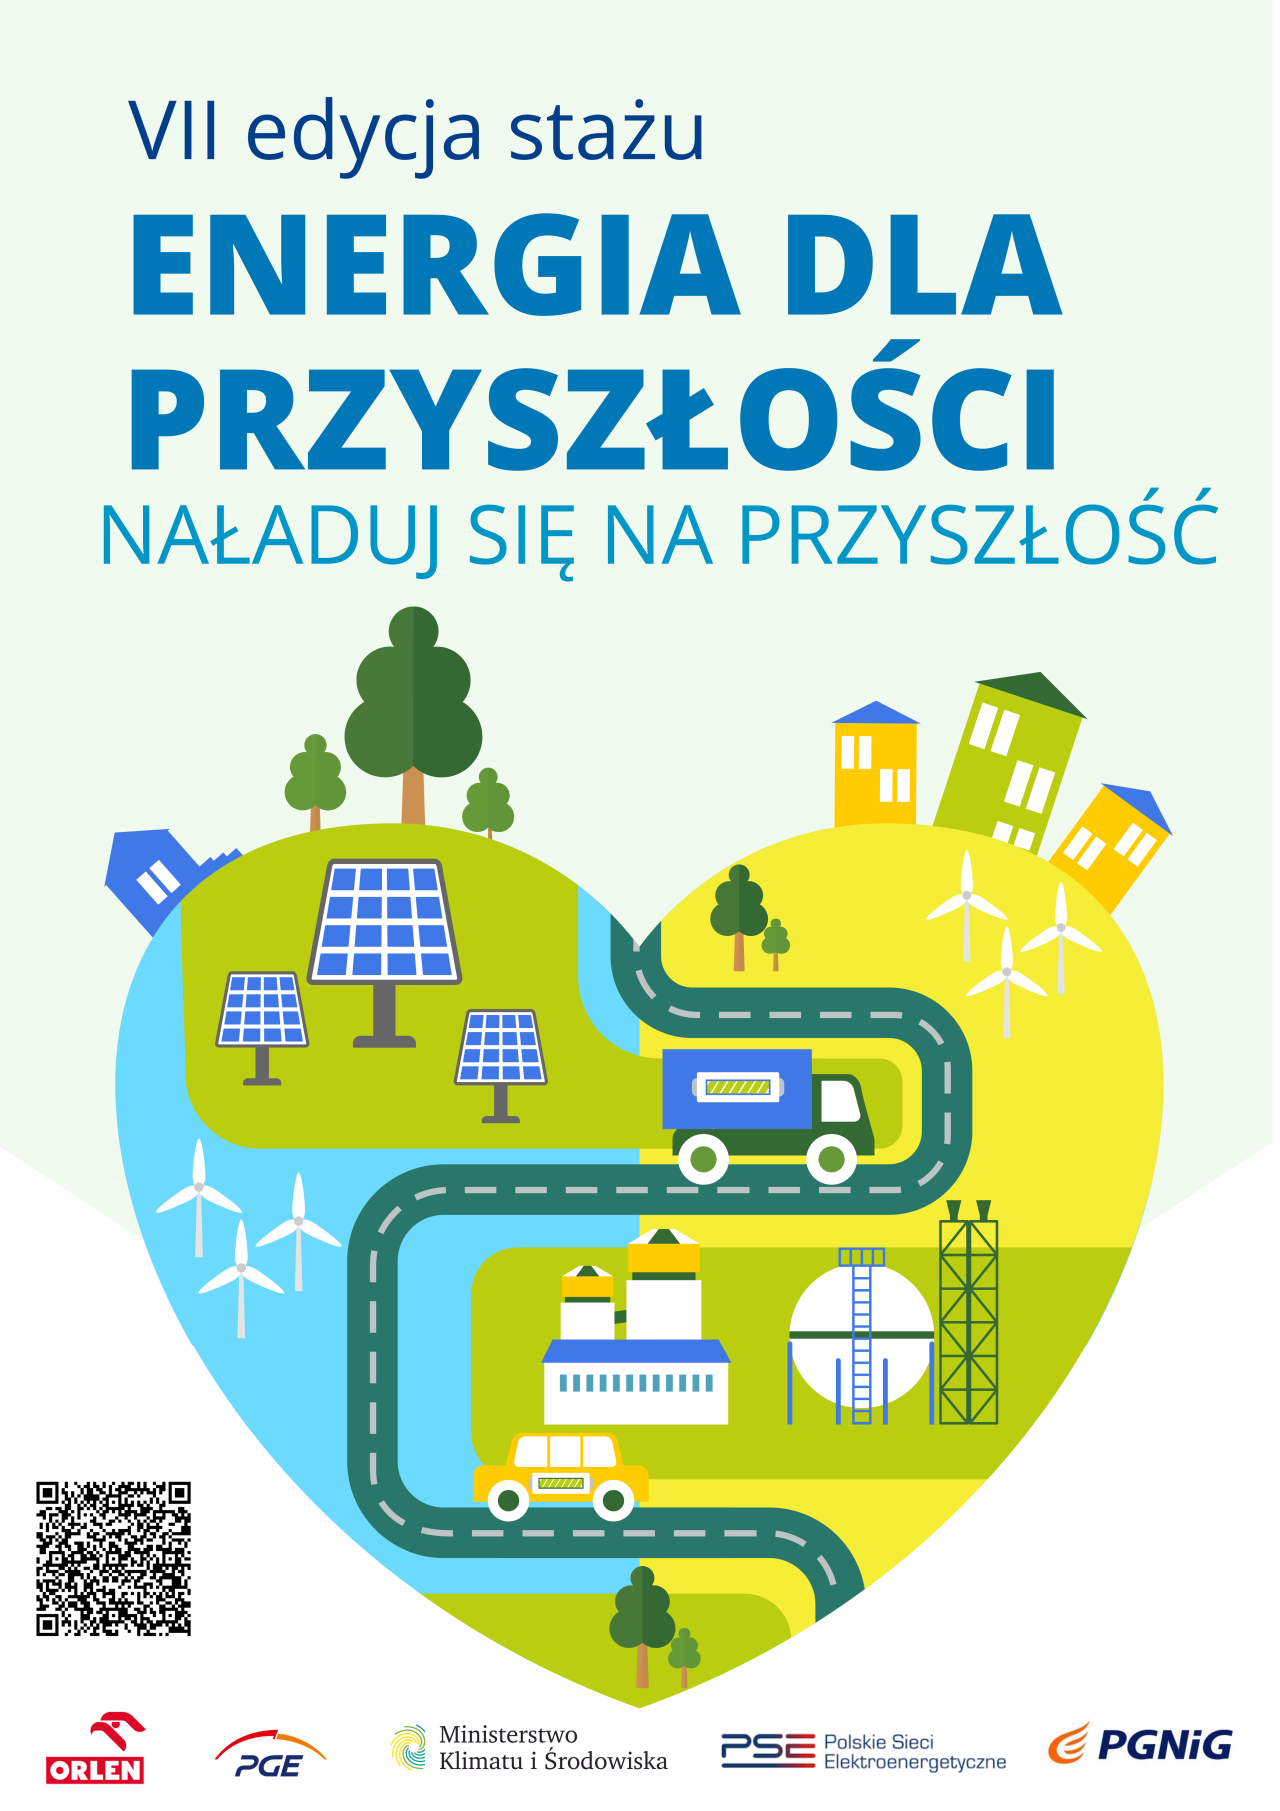 VII edycja stażu
ENERGIA DLA
PRZYSZŁOŚCI
NAŁADUJ SIĘ NA PRZYSZŁOŚĆ
ORLEN
PGE
Ministerstwo
Klimatu i Środowiska
PSE
Polskie Sieci
Elektroenergetyczne
PGNiG